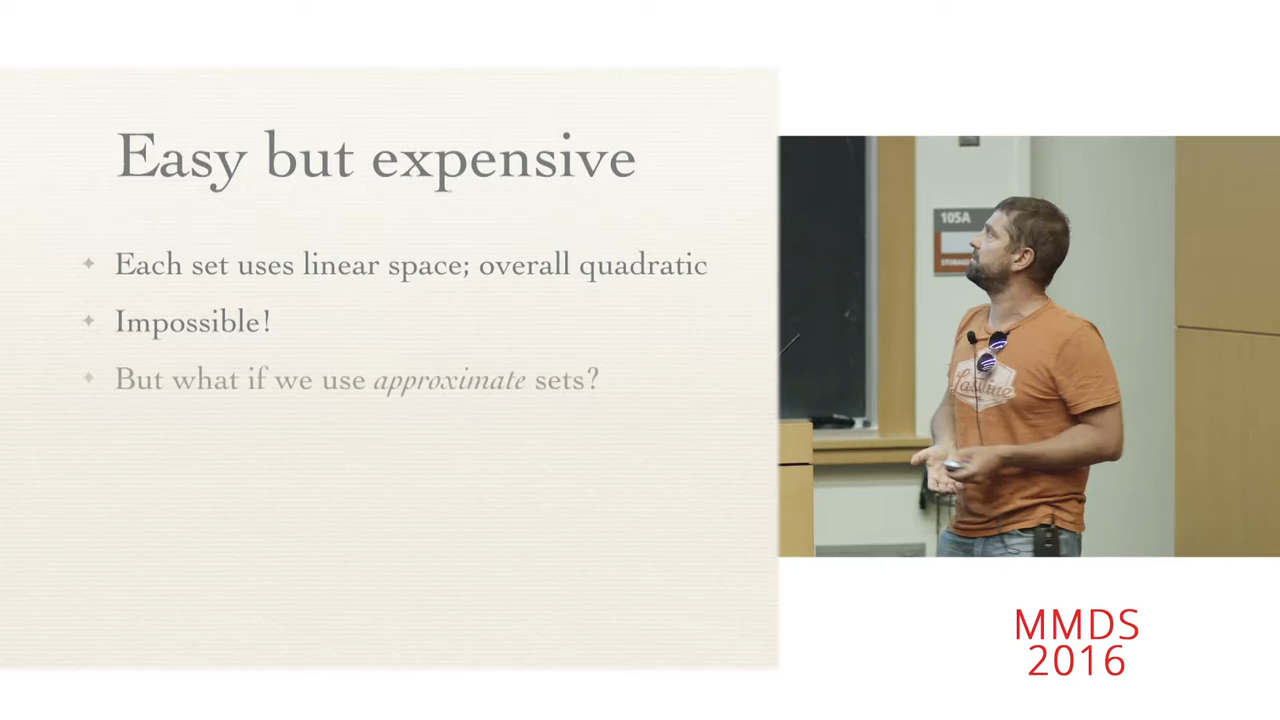 Easy but expensive
Each set uses linear space; overall quadratic
Impossible!
But what if we use approximate sets?
105A
STORAGE
MMDS
2016